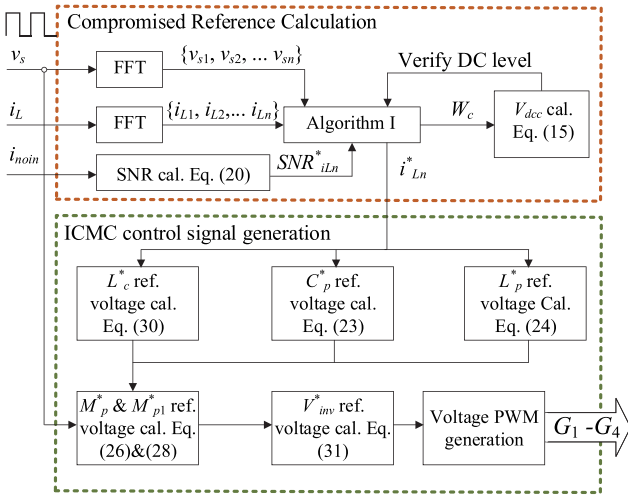 Compromised Reference Calculation
v_s
FFT
{v_s1, v_s2, ... v_sn}
Verify DC level
i_L
FFT
{i_L1, i_L2,... i_Ln}
Algorithm I
W_c
V_dcc cal.
Eq. (15)
i_noin
SNR cal. Eq. (20)
SNR*_iLn
i*_Ln
ICMC control signal generation
L*_c ref.
voltage cal.
Eq. (30)
C*_p ref.
voltage cal.
Eq. (23)
L*_p ref.
voltage Cal.
Eq. (24)
M*_p & M*_p1 ref.
voltage cal. Eq.
(26)&(28)
V*_inv ref
voltage cal. Eq.
(31)
Voltage PWM
generation
G_1 -G_4